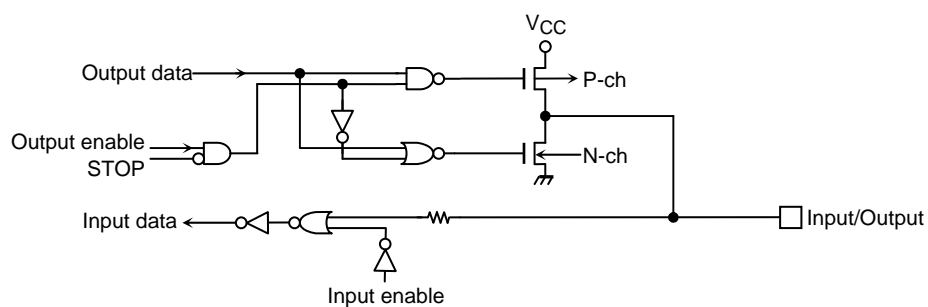 VCC
Output data
P-ch
Output enable
STOP
N-ch
Input data
Input/Output
Input enable